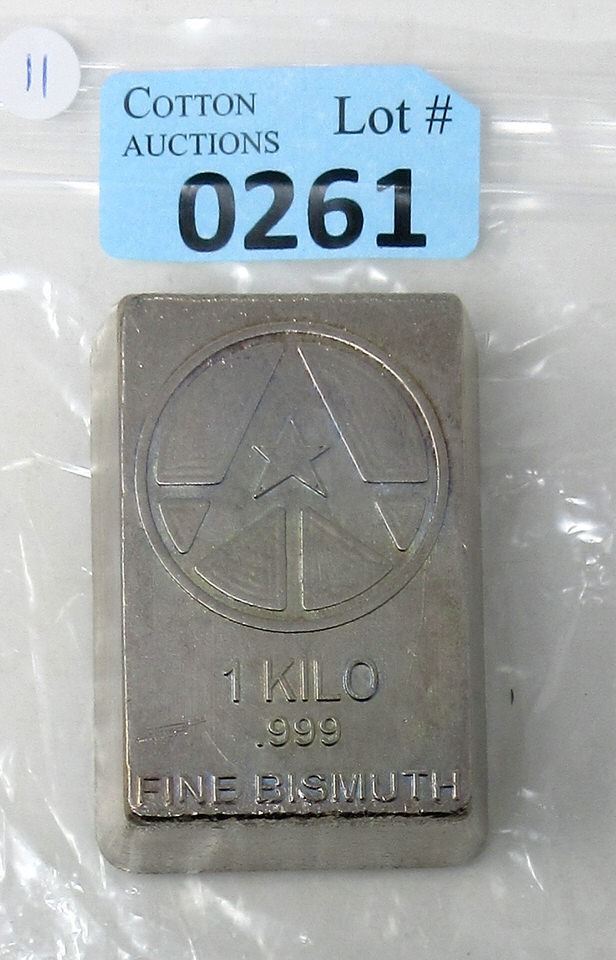 11
COTTON
AUCTIONS
Lot #
0261
1 KILO
.999
FINE BISMUTH